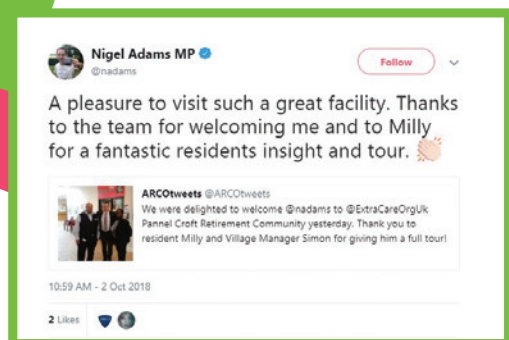 Nigel Adams MP
@nadams
Follow
A pleasure to visit such a great facility. Thanks
to the team for welcoming me and to Milly
for a fantastic residents insight and tour. 👏🏻
ARCOtweets @ARCOtweets
We were delighted to welcome @nadams to @ExtraCareOrgUk
Pannel Croft Retirement Community yesterday. Thank you to
resident Milly and Village Manager Simon for giving him a full tour!
10:59 AM - 2 Oct 2018
2 Likes